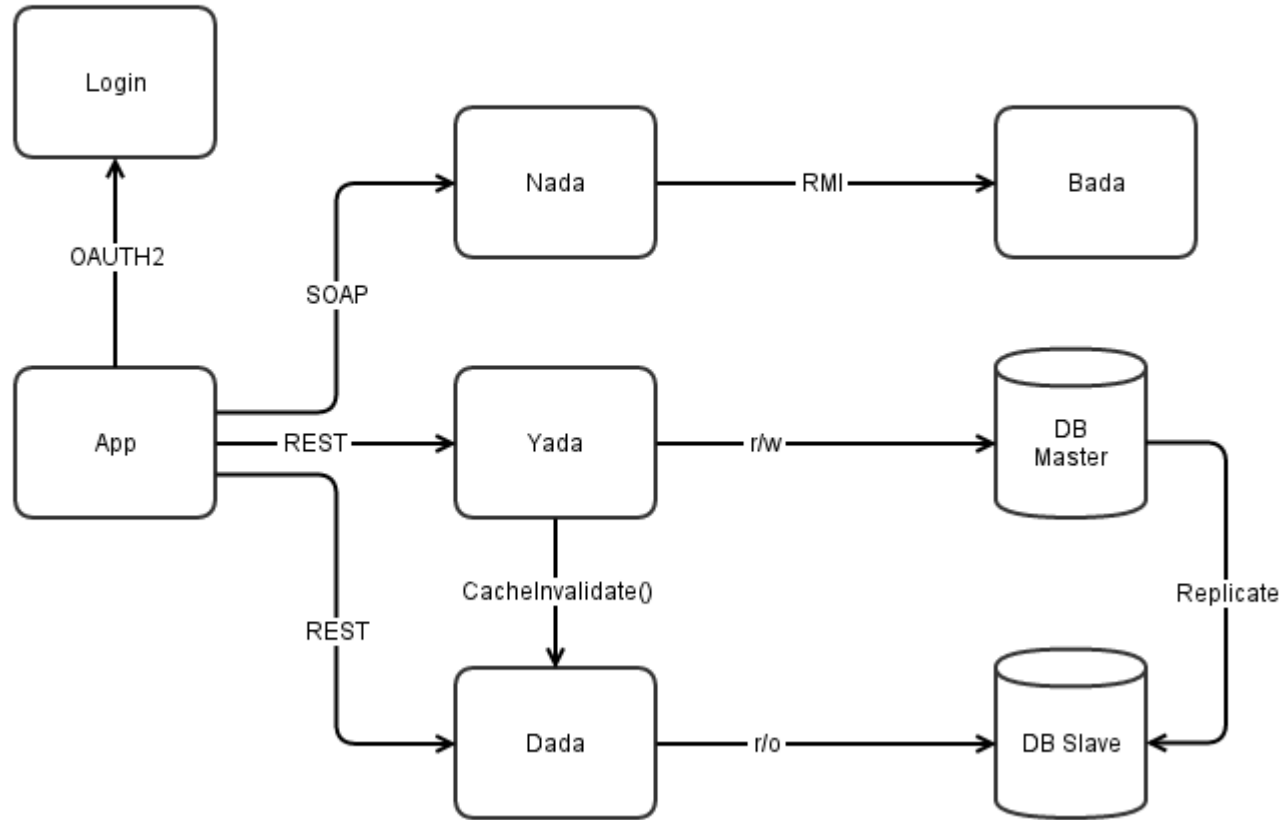 Login
Nada
RMI
Bada
OAUTH2
SOAP
App
REST
Yada
r/w
DB
Master
CacheInvalidate()
Replicate
REST
Dada
r/o
DB Slave